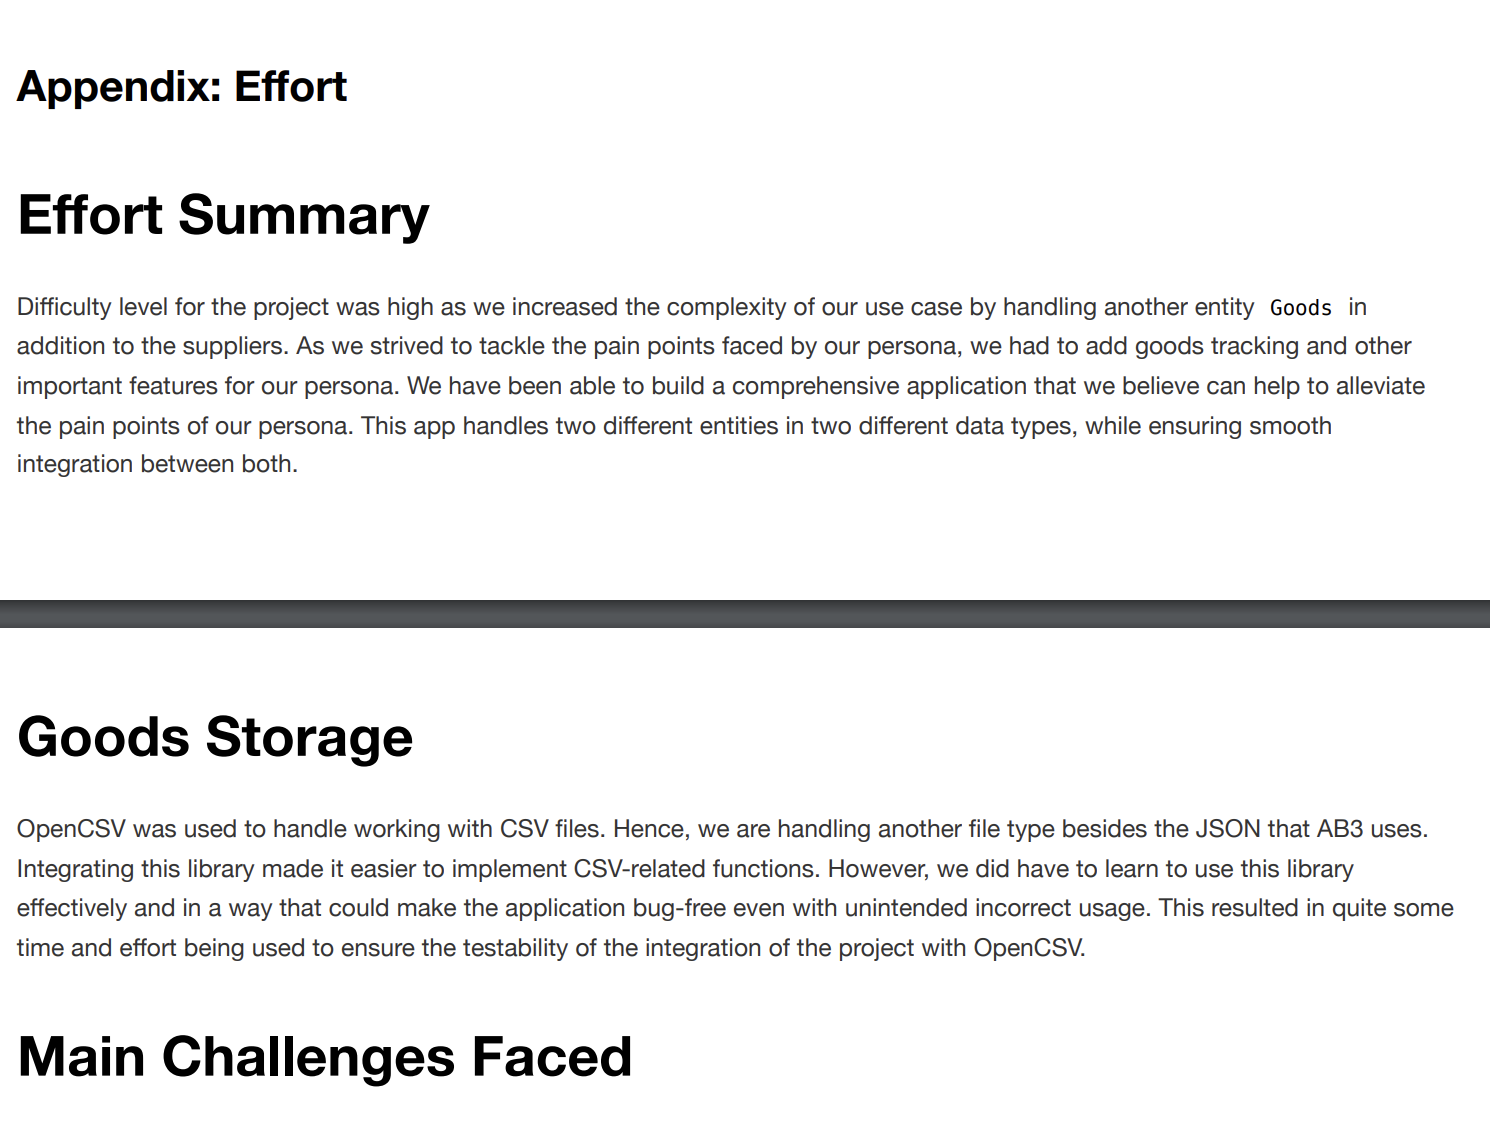 Appendix: Effort
Effort Summary
Difficulty level for the project was high as we increased the complexity of our use case by handling another entity Goods in
addition to the suppliers. As we strived to tackle the pain points faced by our persona, we had to add goods tracking and other
important features for our persona. We have been able to build a comprehensive application that we believe can help to alleviate
the pain points of our persona. This app handles two different entities in two different data types, while ensuring smooth
integration between both.
Goods Storage
OpenCSV was used to handle working with CSV files. Hence, we are handling another file type besides the JSON that AB3 uses.
Integrating this library made it easier to implement CSV-related functions. However, we did have to learn to use this library
effectively and in a way that could make the application bug-free even with unintended incorrect usage. This resulted in quite some
time and effort being used to ensure the testability of the integration of the project with OpenCSV.
Main Challenges Faced